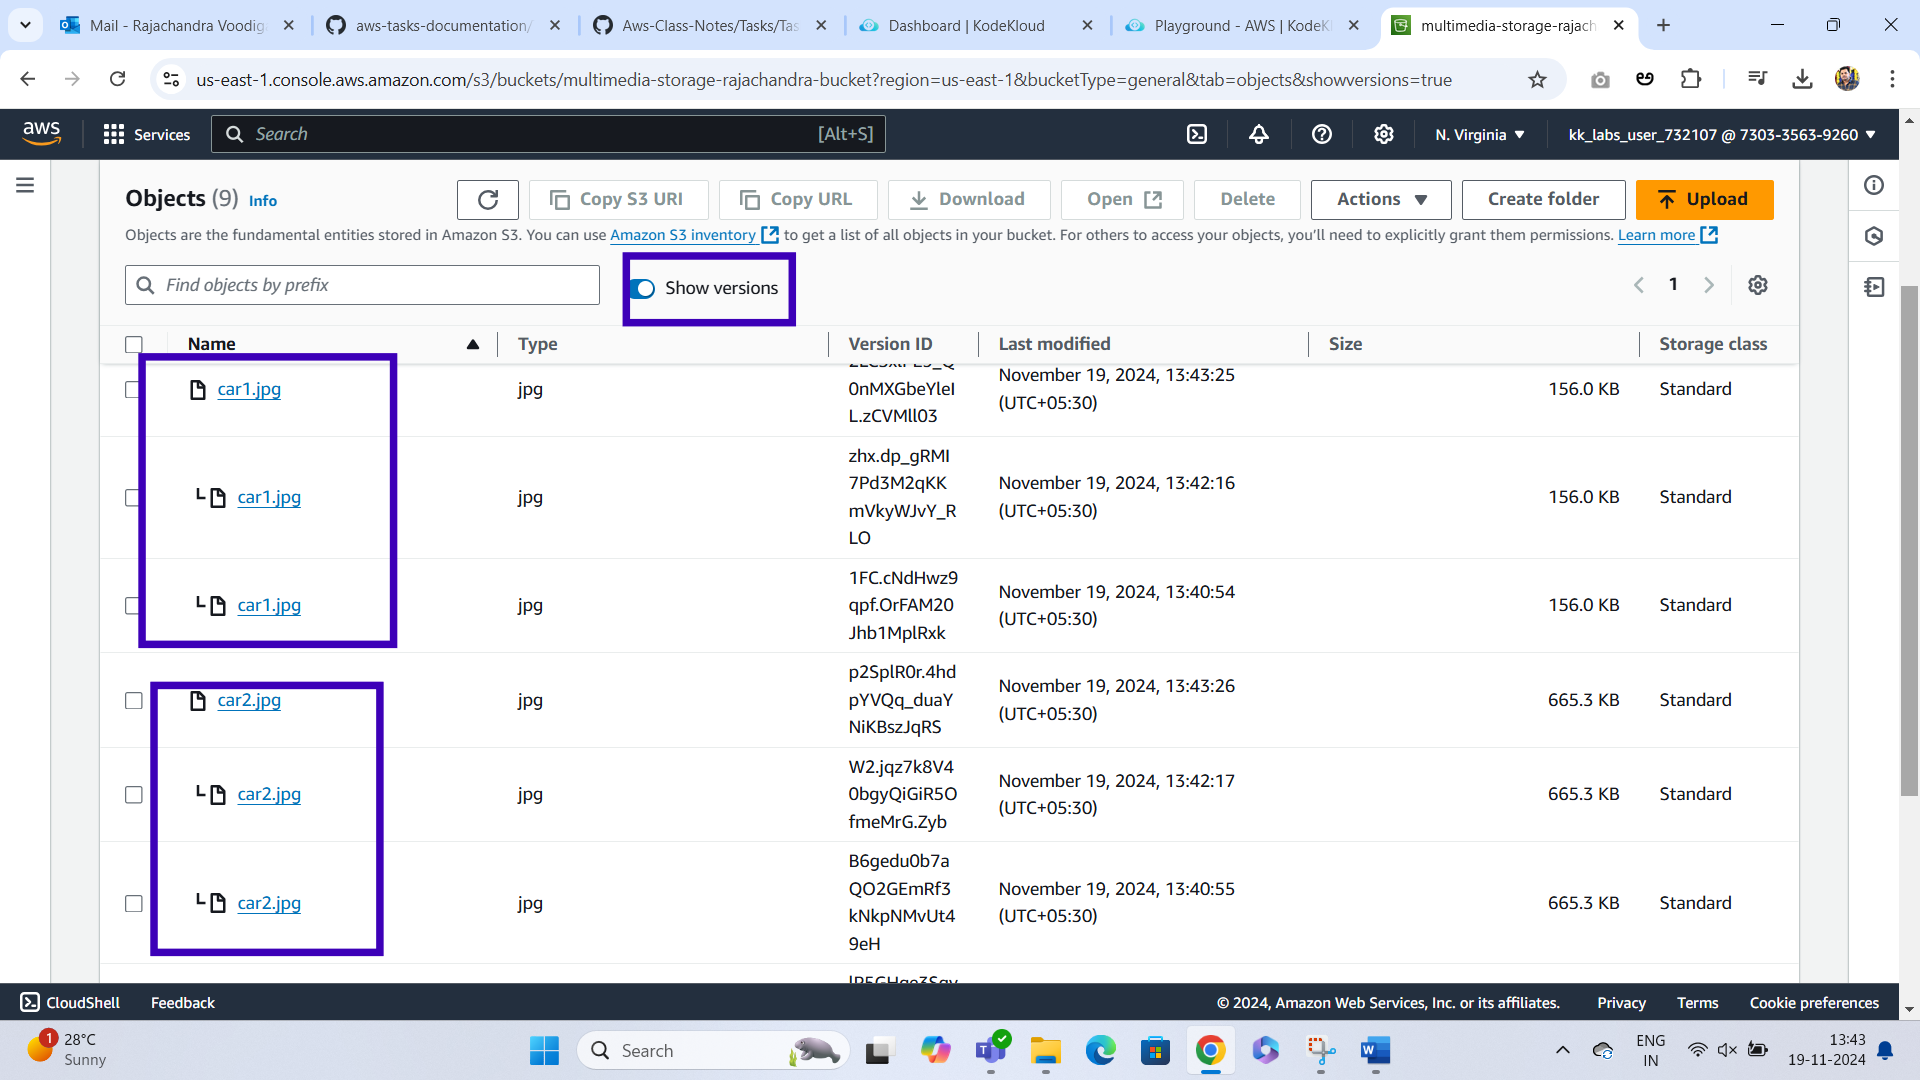 Mail - Rajachandra Voodig
aws-tasks-documentation/
Aws-Class-Notes/Tasks/Tas
Dashboard | KodeKloud
Playground - AWS | KodeKl
multimedia-storage-rajach
us-east-1.console.aws.amazon.com/s3/buckets/multimedia-storage-rajachandra-bucket?region=us-east-1&bucketType=general&tab=objects&showversions=true
aws
Services
Search
[Alt+S]
N. Virginia
kk_labs_user_732107 @ 7303-3563-9260
Objects (9) Info
Copy S3 URI
Copy URL
Download
Open
Delete
Actions
Create folder
Upload
Objects are the fundamental entities stored in Amazon S3. You can use Amazon S3 inventory to get a list of all objects in your bucket. For others to access your objects, you'll need to explicitly grant them permissions. Learn more
Find objects by prefix
Show versions
1
Name
Type
Version ID
Last modified
Size
Storage class
car1.jpg
jpg
0nMXGbeYleI
L.zCVMll03
November 19, 2024, 13:43:25
(UTC+05:30)
156.0 KB
Standard
car1.jpg
jpg
zhx.dp_gRMI
7Pd3M2qKK
mVkyWJvY_R
LO
November 19, 2024, 13:42:16
(UTC+05:30)
156.0 KB
Standard
car1.jpg
jpg
1FC.cNdHwz9
qpf.OrFAM20
Jhb1MplRxk
November 19, 2024, 13:40:54
(UTC+05:30)
156.0 KB
Standard
car2.jpg
jpg
p2SplR0r.4hd
pYVQq_duaY
NiKBszJqRS
November 19, 2024, 13:43:26
(UTC+05:30)
665.3 KB
Standard
car2.jpg
jpg
W2.jqz7k8V4
0bgyQiGiR5O
fmeMrG.Zyb
November 19, 2024, 13:42:17
(UTC+05:30)
665.3 KB
Standard
car2.jpg
jpg
B6gedu0b7a
QO2GEmRf3
kNkpNMvUt4
9eH
November 19, 2024, 13:40:55
(UTC+05:30)
665.3 KB
Standard
CloudShell
Feedback
© 2024, Amazon Web Services, Inc. or its affiliates.
Privacy
Terms
Cookie preferences
1
28°C
Sunny
Search
ENG
IN
13:43
19-11-2024